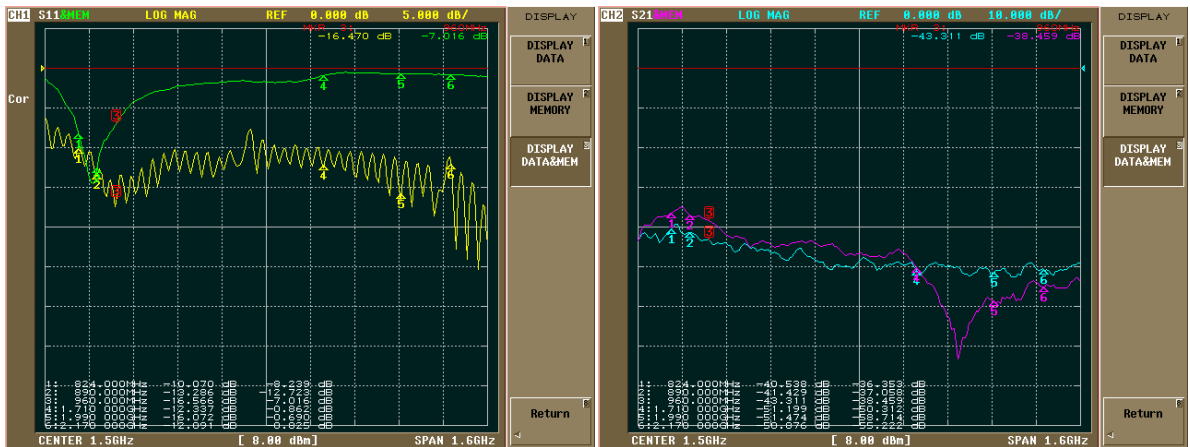 CH1 S11&MEM LOG MAG REF 0.000 dB 5.000 dB/
MKR 3: 960MHz
-16.470 dB -7.016 dB
Cor
1: 824.000MHz -10.070 dB -8.239 dB
2: 890.000MHz -13.286 dB -12.723 dB
3: 960.000MHz -16.566 dB -7.016 dB
4:1.710 000GHz -12.337 dB -0.862 dB
5:1.990 000GHz -16.072 dB -0.690 dB
6:2.170 000GHz -12.091 dB
CENTER 1.5GHz [ 8.00 dBm] SPAN 1.6GHz
DISPLAY
DISPLAY DATA
DISPLAY MEMORY
DISPLAY DATA&MEM
Return
CH2 S21&MEM LOG MAG REF 0.000 dB 10.000 dB/
MKR 3: 960MHz
-43.311 dB -38.459 dB
1: 824.000MHz -40.538 dB -36.353 dB
2: 890.000MHz -41.429 dB -37.058 dB
3: 960.000MHz -43.311 dB -38.459 dB
4:1.710 000GHz -51.199 dB -50.312 dB
5:1.990 000GHz -51.474 dB -58.714 dB
6:2.170 000GHz -50.876 dB -55.222 dB
CENTER 1.5GHz [ 8.00 dBm] SPAN 1.6GHz
DISPLAY
DISPLAY DATA
DISPLAY MEMORY
DISPLAY DATA&MEM
Return